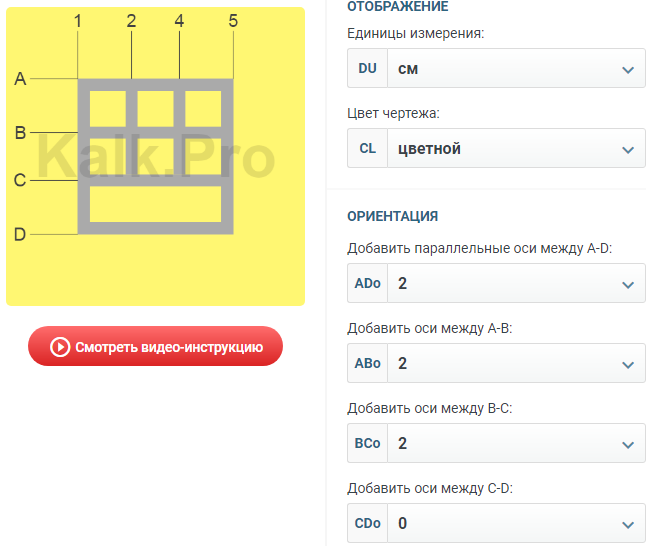 1 2 4 5
A
B
C
D
Kalk.Pro
Смотреть видео-инструкцию
ОТОБРАЖЕНИЕ
Единицы измерения:
DU см
Цвет чертежа:
CL цветной
ОРИЕНТАЦИЯ
Добавить параллельные оси между A-D:
ADo 2
Добавить оси между A-B:
ABo 2
Добавить оси между B-C:
BCo 2
Добавить оси между C-D:
CDo 0